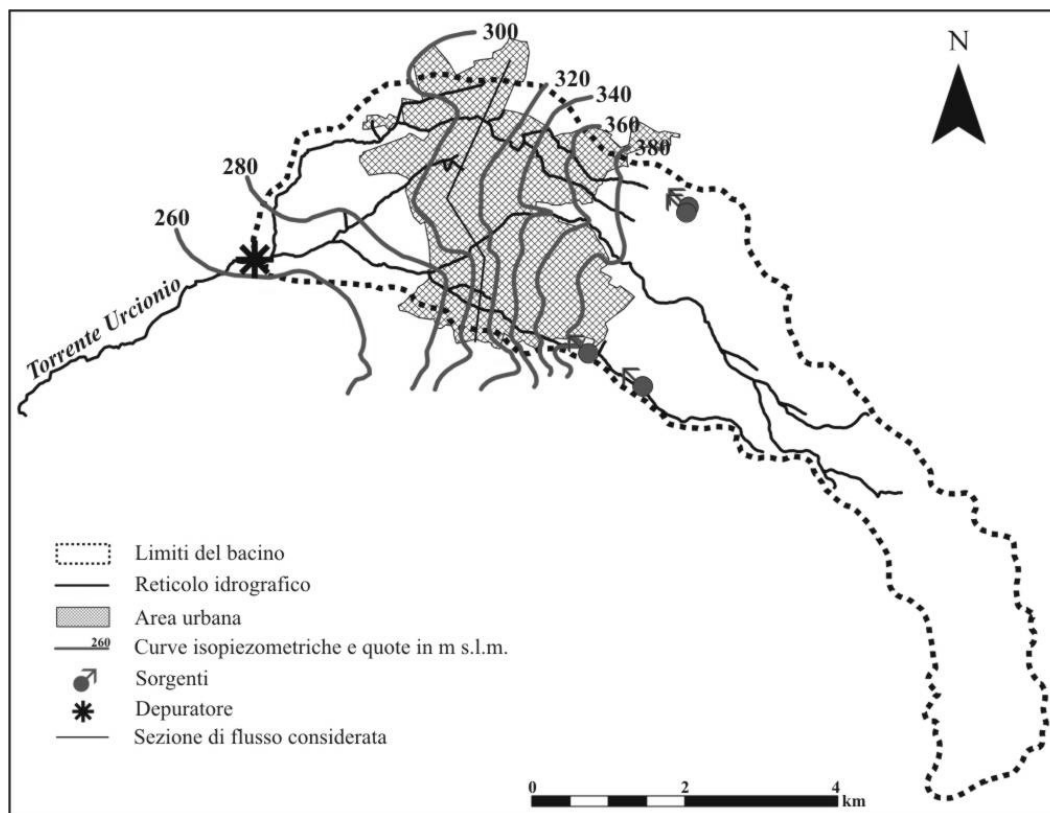 300
N
320
340
360
380
280
260
Torrente Urcionio
Limiti del bacino
Reticolo idrografico
Area urbana
260 Curve isopiezometriche e quote in m s.l.m.
Sorgenti
Depuratore
Sezione di flusso considerata
0 2 4
km